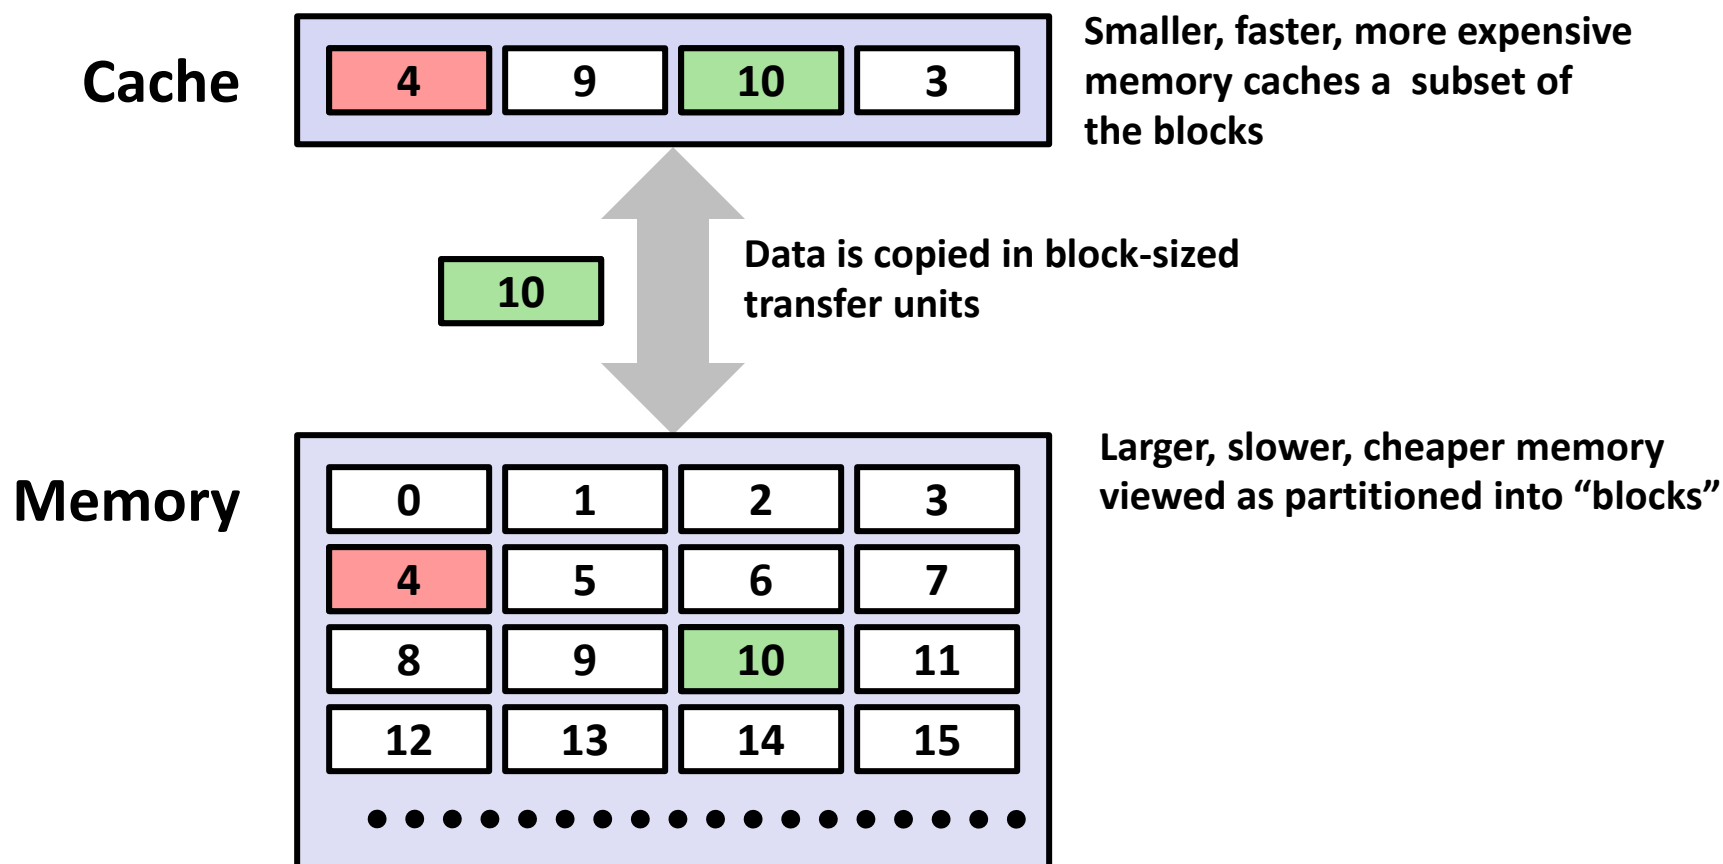 Cache
4 9 10 3
Smaller, faster, more expensive
memory caches a  subset of
the blocks
10
Data is copied in block-sized
transfer units
Memory
0 1 2 3
4 5 6 7
8 9 10 11
12 13 14 15
Larger, slower, cheaper memory
viewed as partitioned into “blocks”